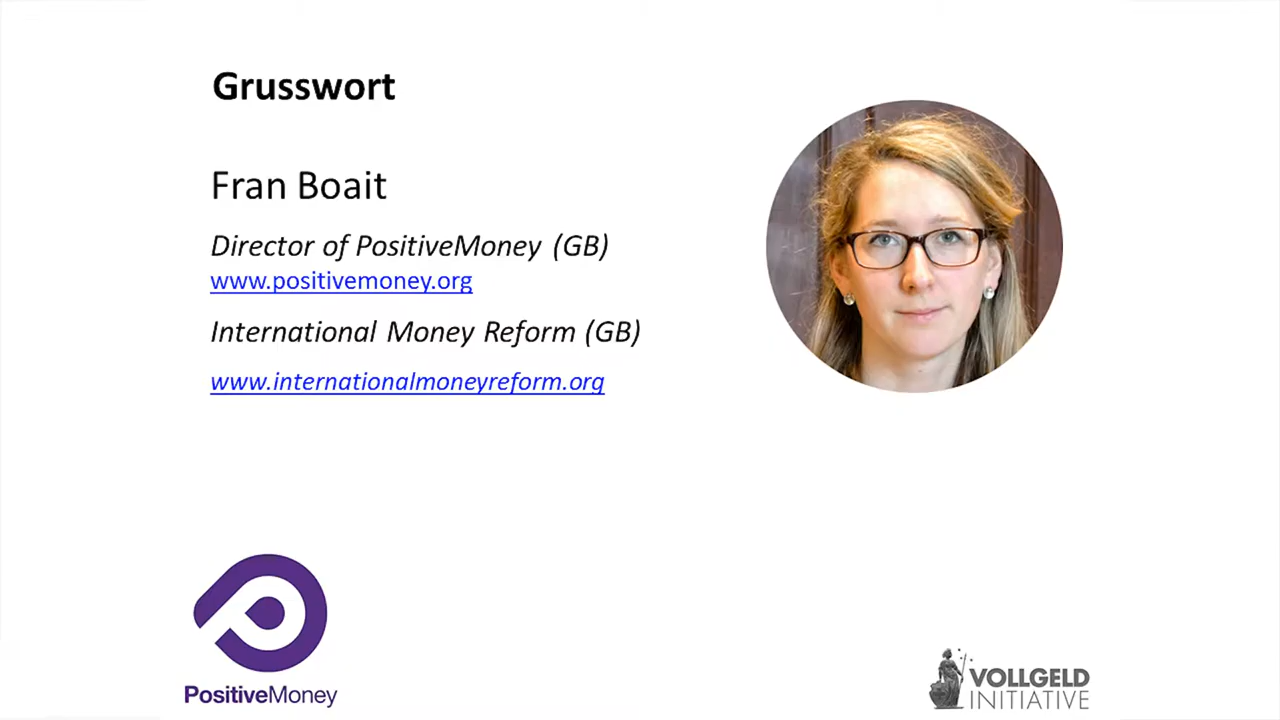 Grusswort
Fran Boait
Director of PositiveMoney (GB)
www.positivemoney.org
International Money Reform (GB)
www.internationalmoneyreform.org
PositiveMoney
VOLLGELD
INITIATIVE